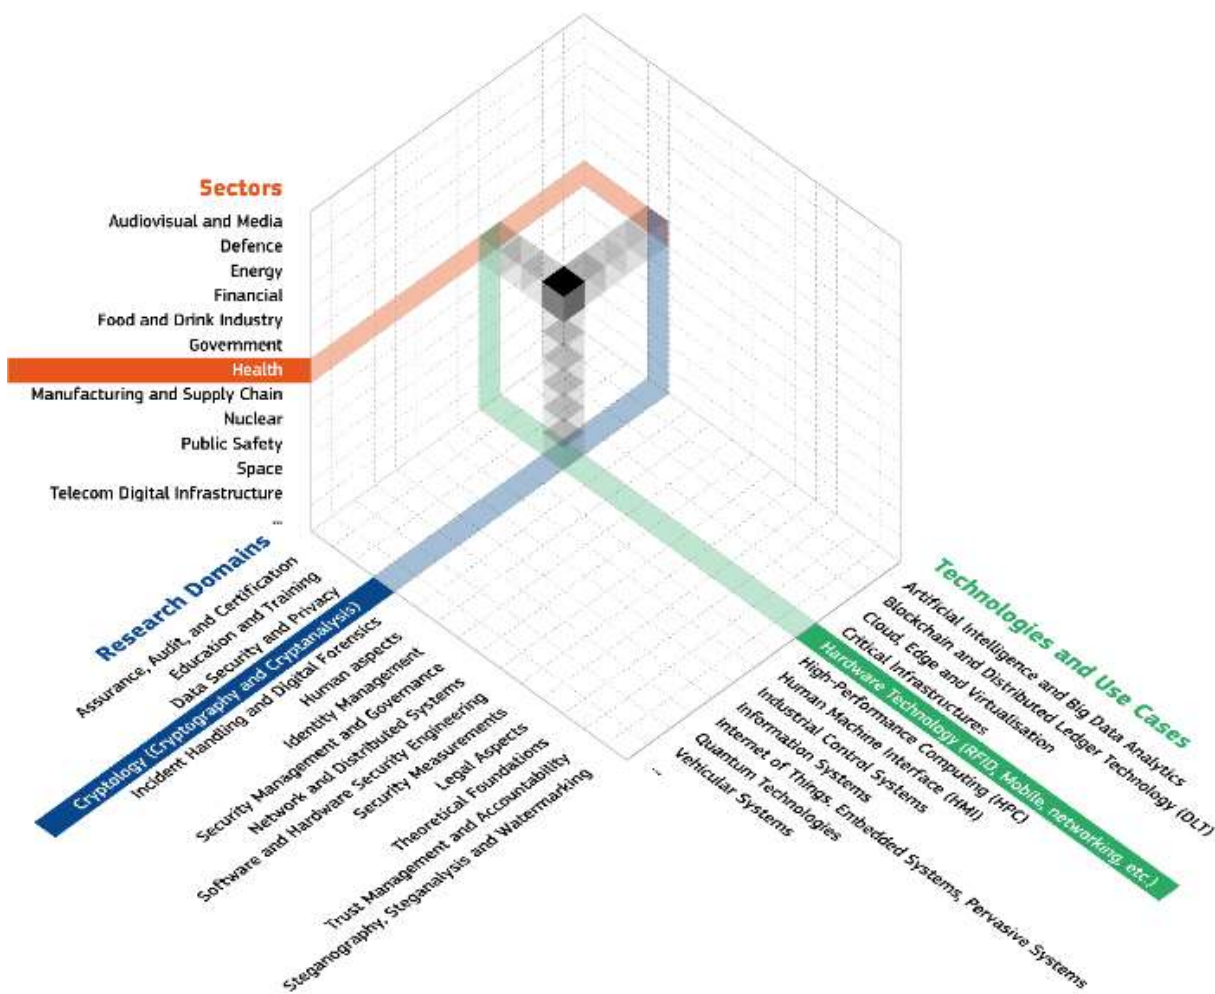 Sectors
Audiovisual and Media
Defence
Energy
Financial
Food and Drink Industry
Government
Health
Manufacturing and Supply Chain
Nuclear
Public Safety
Space
Telecom Digital Infrastructure
...
Research Domains
Assurance, Audit, and Certification
Education and Training
Data Security and Privacy
Cryptology (Cryptography and Cryptanalysis)
Incident Handling and Digital Forensics
Human aspects
Identity Management
Security Management and Governance
Network and Distributed Systems
Software and Hardware Security Engineering
Security Measurements
Legal Aspects
Theoretical Foundations
Trust Management and Accountability
Steganography, Steganalysis and Watermarking
Technologies and Use Cases
Artificial Intelligence and Big Data Analytics
Blockchain and Distributed Ledger Technology (DLT)
Cloud, Edge and Virtualisation
Critical Infrastructures
Hardware Technology (RFID, Mobile, networking, etc.)
High-Performance Computing (HPC)
Human Machine Interface (HMI)
Industrial Control Systems
Information Systems
Internet of Things, Embedded Systems, Pervasive Systems
Quantum Technologies
Vehicular Systems
...